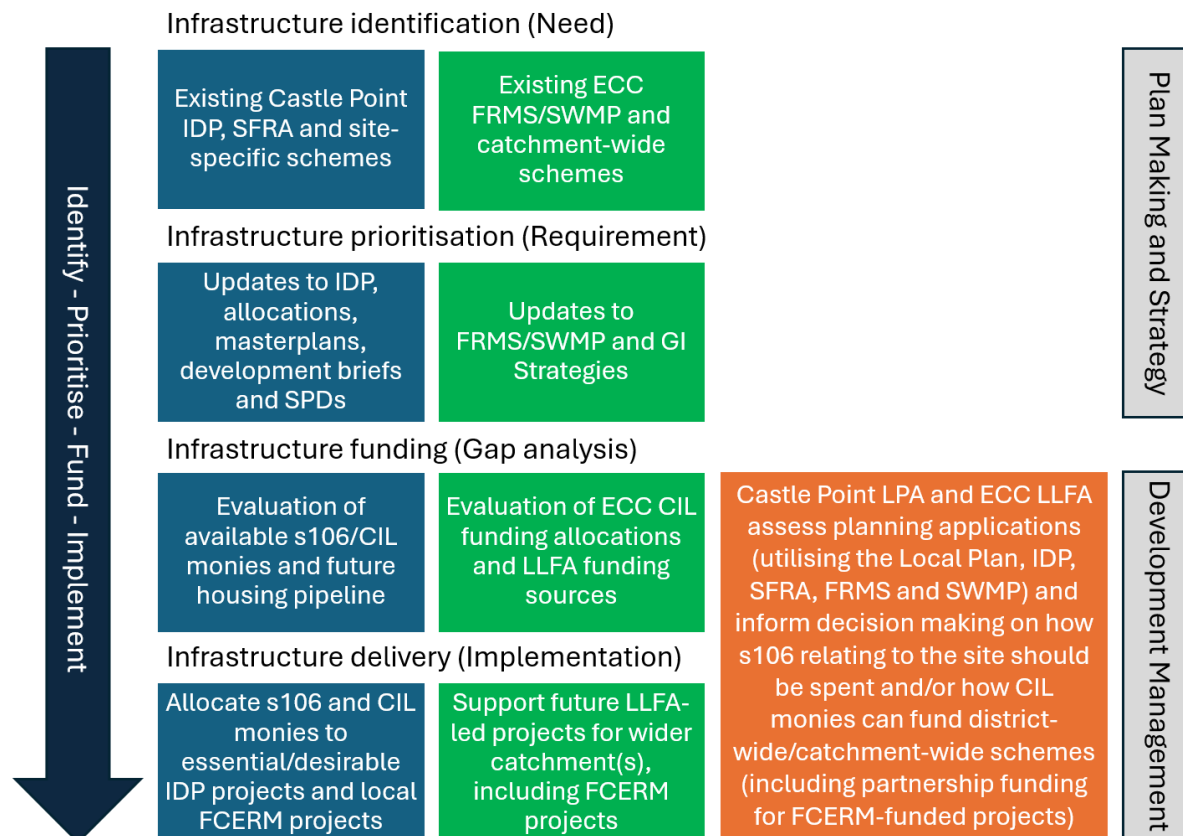 Infrastructure identification (Need)
Existing Castle Point
IDP, SFRA and site-
specific schemes
Existing ECC
FRMS/SWMP and
catchment-wide
schemes
Infrastructure prioritisation (Requirement)
Updates to IDP,
allocations,
masterplans,
development briefs
and SPDs
Updates to
FRMS/SWMP and GI
Strategies
Infrastructure funding (Gap analysis)
Evaluation of
available s106/CIL
monies and future
housing pipeline
Evaluation of ECC CIL
funding allocations
and LLFA funding
sources
Infrastructure delivery (Implementation)
Allocate s106 and CIL
monies to
essential/desirable
IDP projects and local
FCERM projects
Support future LLFA-
led projects for wider
catchment(s),
including FCERM
projects
Castle Point LPA and ECC LLFA
assess planning applications
(utilising the Local Plan, IDP,
SFRA, FRMS and SWMP) and
inform decision making on how
s106 relating to the site should
be spent and/or how CIL
monies can fund district-
wide/catchment-wide schemes
(including partnership funding
for FCERM-funded projects)
Identify - Prioritise - Fund - Implement
Plan Making and Strategy
Development Management